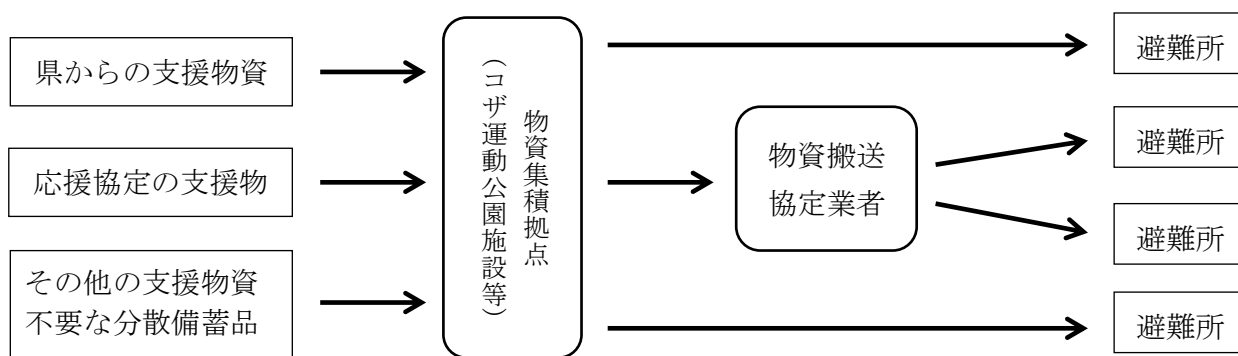 県からの支援物資
応援協定の支援物
その他の支援物資
不要な分散備蓄品
物資集積拠点
（コザ運動公園施設等）
物資搬送
協定業者
避難所
避難所
避難所
避難所